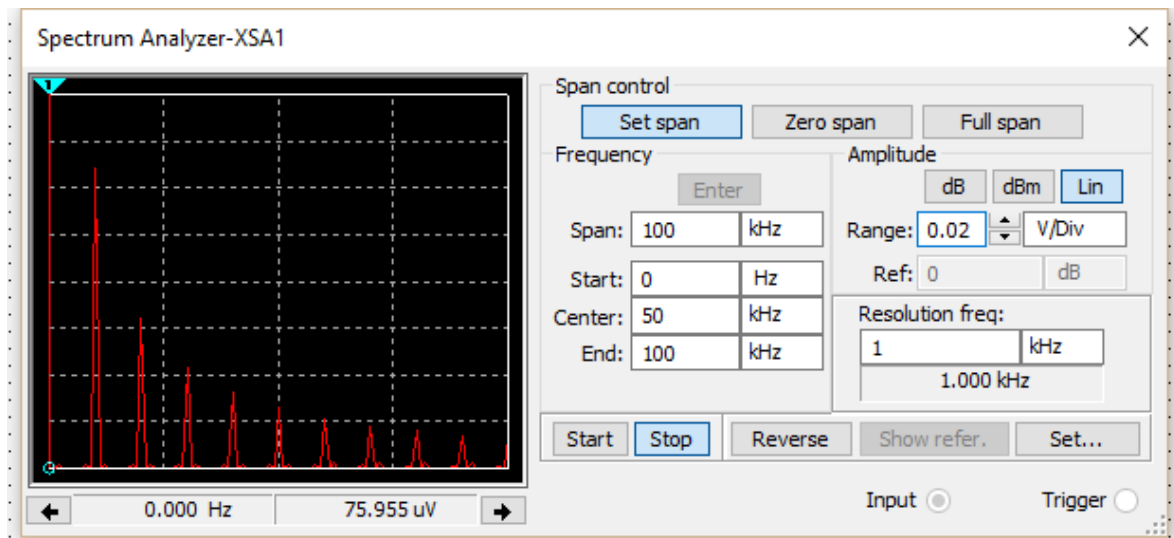 Spectrum Analyzer-XSA1
1
Span control
Set span Zero span Full span
Frequency
Enter
Span: 100 kHz
Start: 0 Hz
Center: 50 kHz
End: 100 kHz
Amplitude
dB dBm Lin
Range: 0.02 V/Div
Ref: 0 dB
Resolution freq:
1 kHz
1.000 kHz
Start Stop Reverse Show refer. Set...
0.000 Hz 75.955 uV
Input Trigger